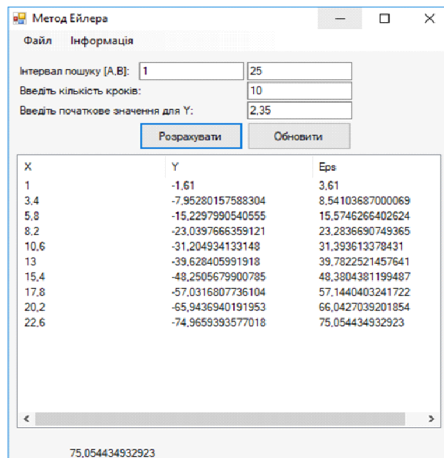 Метод Ейлера
Файл Інформація
Інтервал пошуку [A,B]: 1 25
Введіть кількість кроків: 10
Введіть початкове значення для Y: 2,35
Розрахувати Обновити
X Y Eps
1 -1,61 3,61
3,4 -7,95280157588304 8,54103687000069
5,8 -15,2297990540555 15,5746266402624
8,2 -23,0397666359121 23,2836690749365
10,6 -31,204934133148 31,393613378431
13 -39,628405991918 39,7822521457641
15,4 -48,2505679900785 48,3804381199487
17,8 -57,0316807736104 57,1440403241722
20,2 -65,9436940191953 66,0427039201854
22,6 -74,9659393577018 75,054434932923
75,054434932923